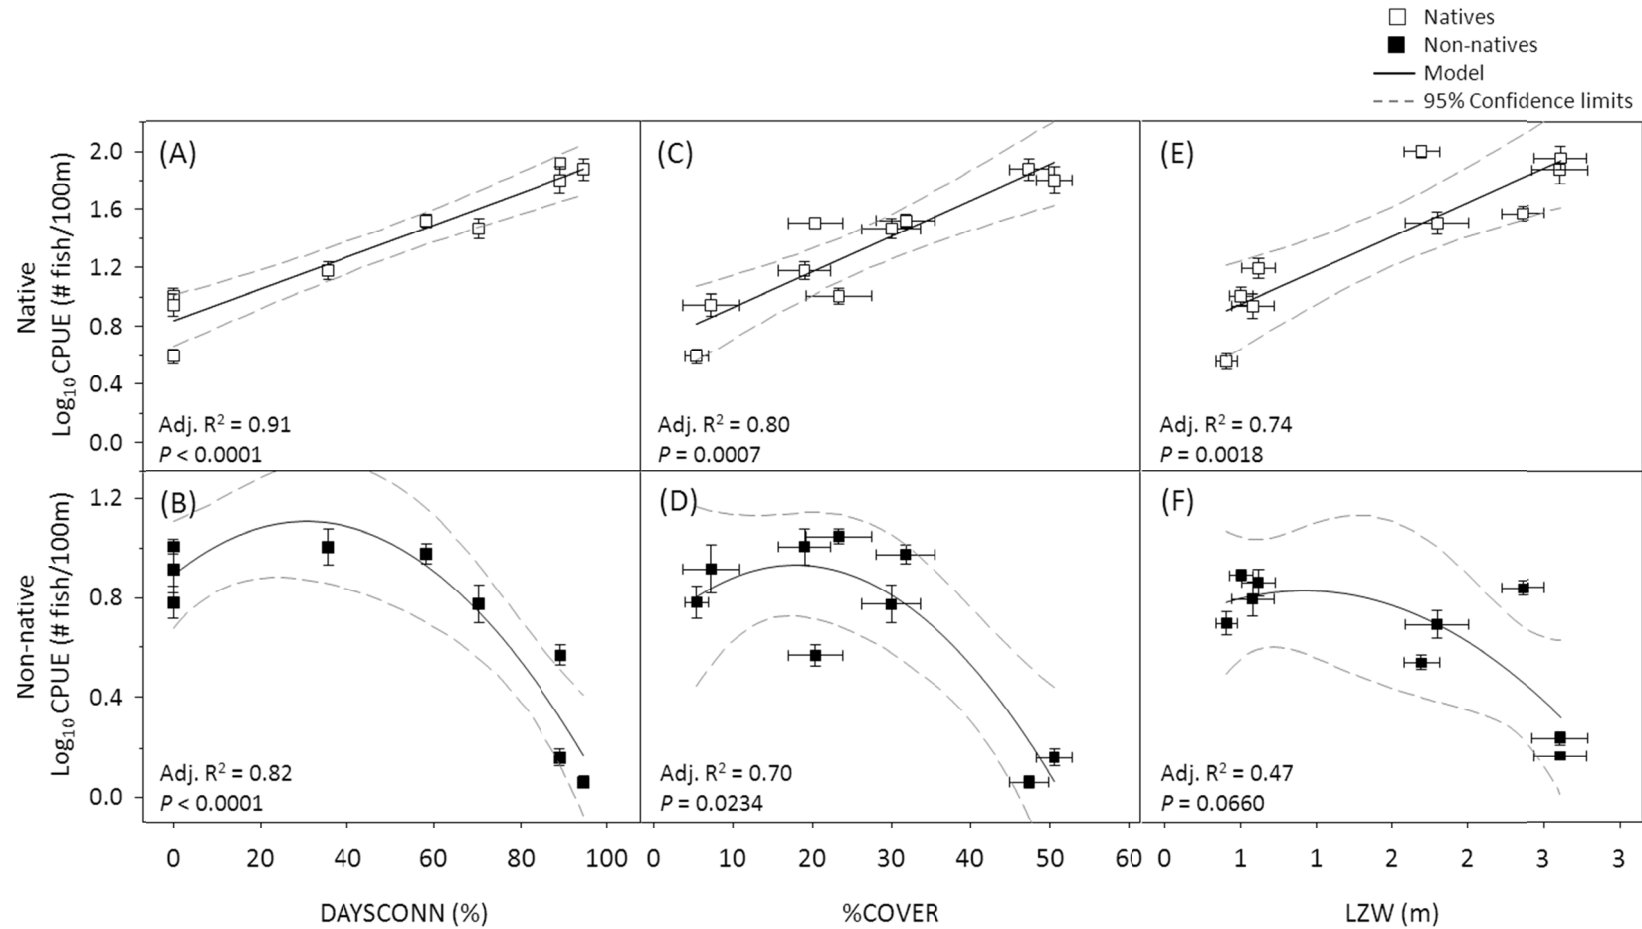 Natives
Non-natives
Model
95% Confidence limits
Native
Log10 CPUE (# fish/100m)
2.0
1.6
1.2
0.8
0.4
0.0
(A)
Adj. R2 = 0.91
P < 0.0001
(C)
Adj. R2 = 0.80
P = 0.0007
(E)
Adj. R2 = 0.74
P = 0.0018
Non-native
Log10 CPUE (# fish/100m)
1.2
0.8
0.4
0.0
(B)
Adj. R2 = 0.82
P < 0.0001
(D)
Adj. R2 = 0.70
P = 0.0234
(F)
Adj. R2 = 0.47
P = 0.0660
0 20 40 60 80 100 0 10 20 30 40 50 60 0 1 1 2 2 3 3
DAYSCONN (%) %COVER LZW (m)